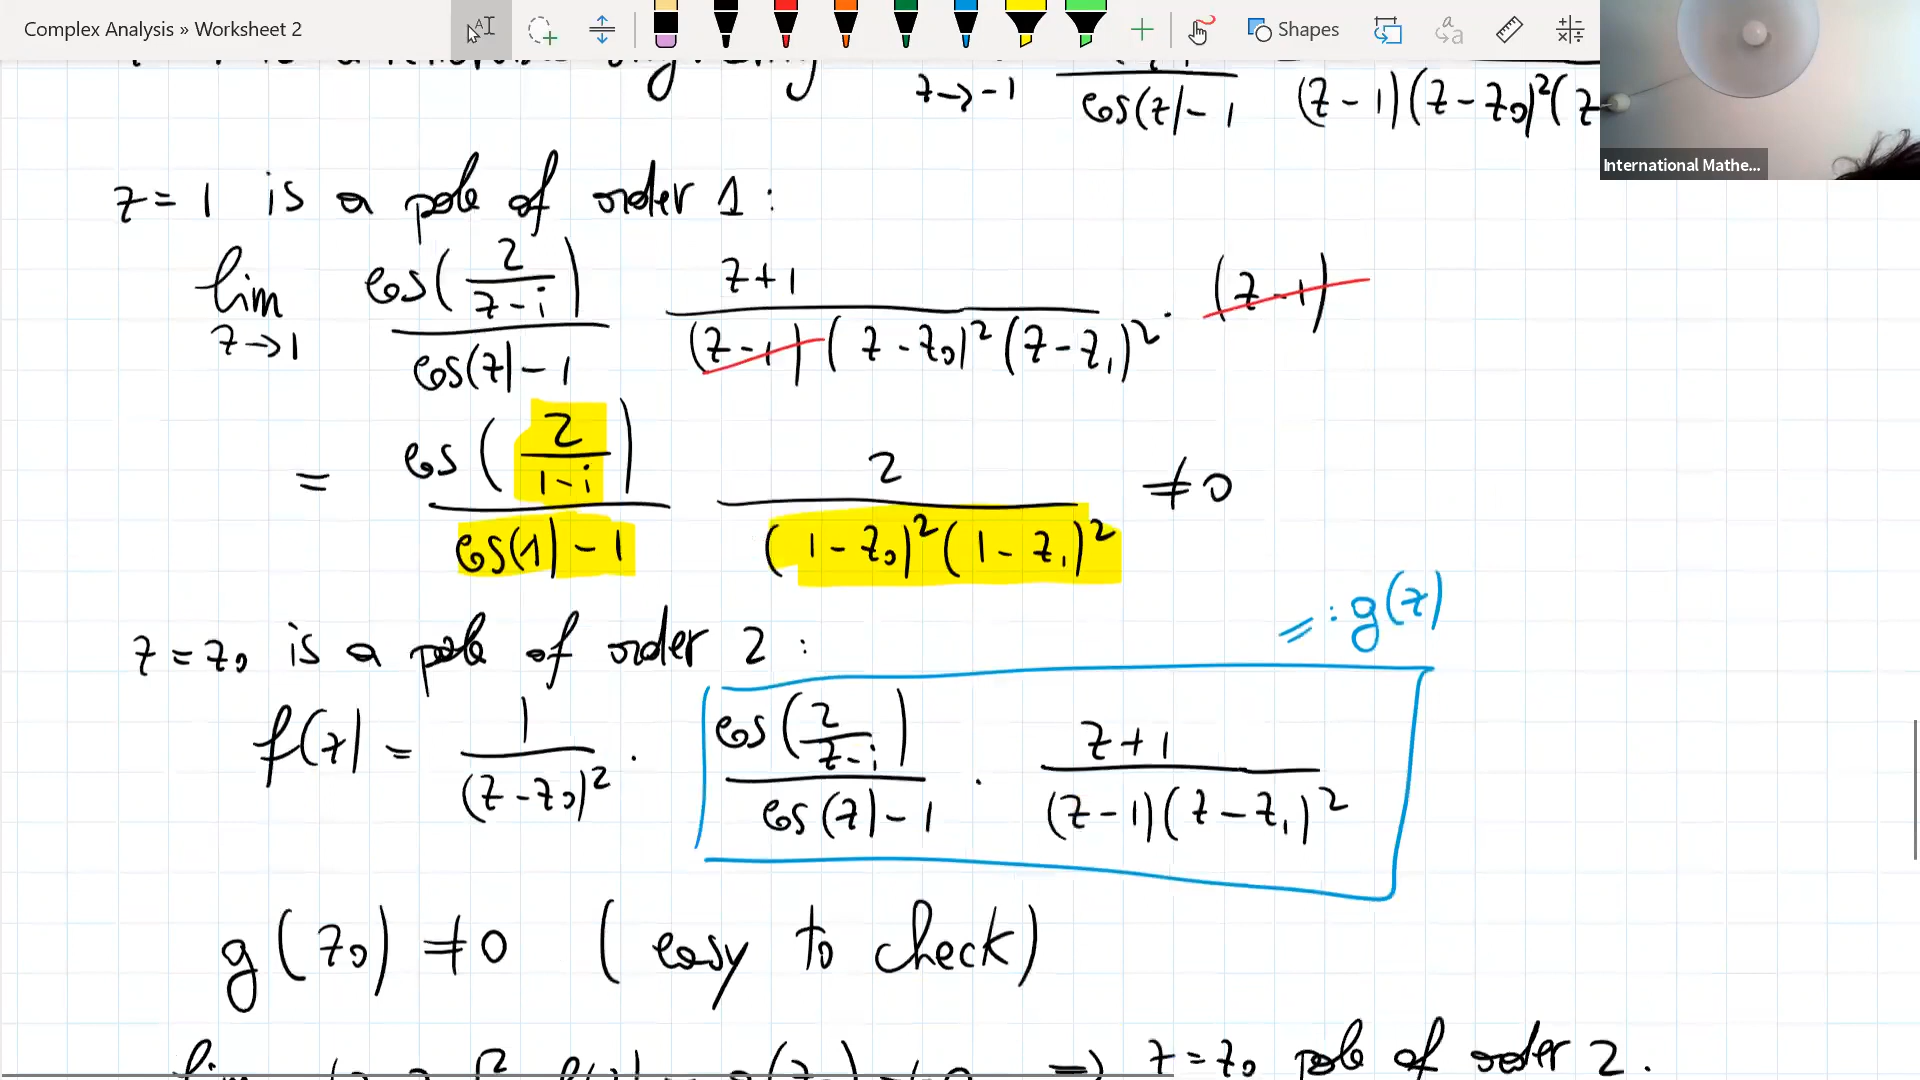 Complex Analysis » Worksheet 2
Shapes
International Mathe...
z → -1 cos(z) - 1 (z - 1)(z - z₀)²(z
z = 1 is a pole of order 1 :
lim z→1 cos(2/(z - i)) / (cos(z) - 1) (z + 1) / ((z - 1)(z - z₀)²(z - z₁)²) · (z - 1)
= cos(2/(1 - i)) / (cos(1) - 1) 2 / ((1 - z₀)²(1 - z₁)²) ≠ 0
=: g(z)
z = z₀ is a pole of order 2 :
f(z) = 1/(z - z₀)² · cos(2/(z - i)) / (cos(z) - 1) · (z + 1) / ((z - 1)(z - z₁)²)
g(z₀) ≠ 0 (easy to check)
⇒ z = z₀ pole of order 2.